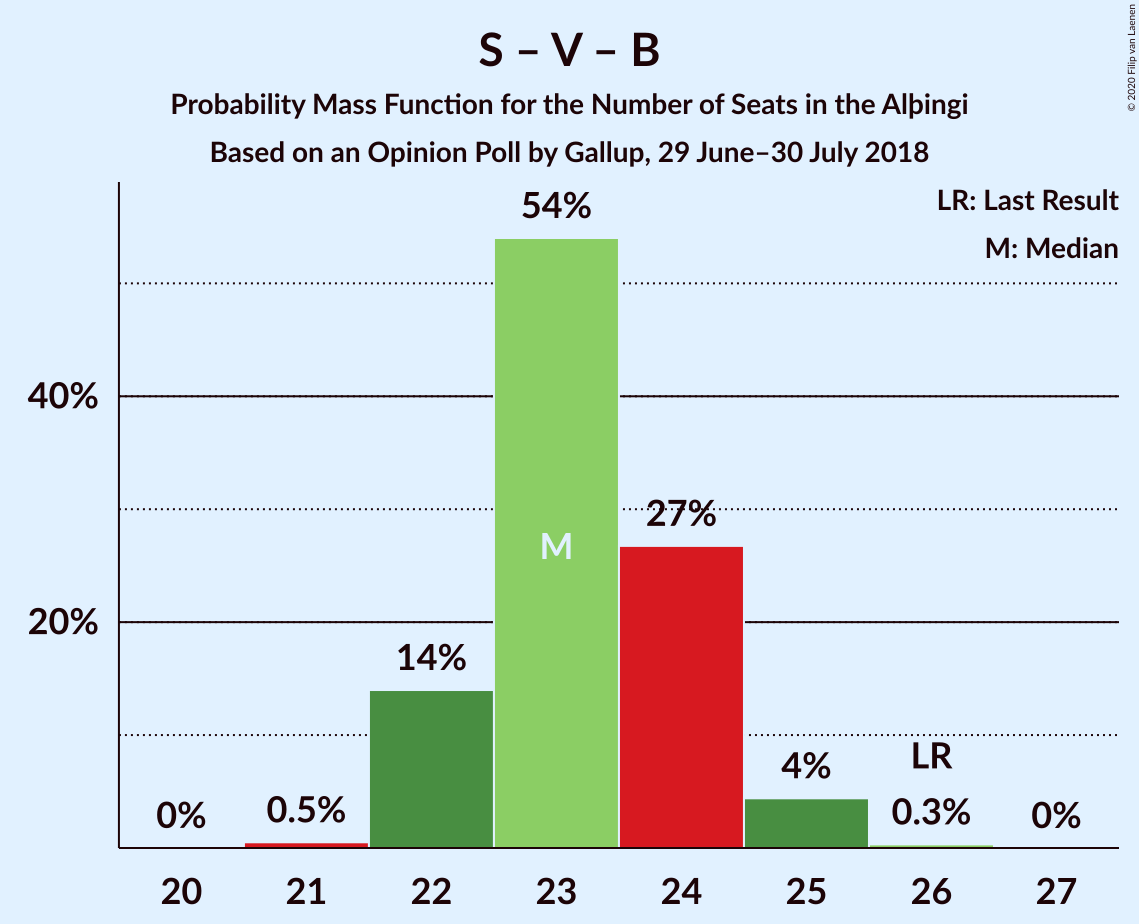 S – V – B
Probability Mass Function for the Number of Seats in the Alþingi
Based on an Opinion Poll by Gallup, 29 June–30 July 2018
© 2020 Filip van Laenen
LR: Last Result
M: Median
54%
40%
27%
M
20%
14%
LR
4%
0.3%
0.5%
0%
0%
20 21 22 23 24 25 26 27